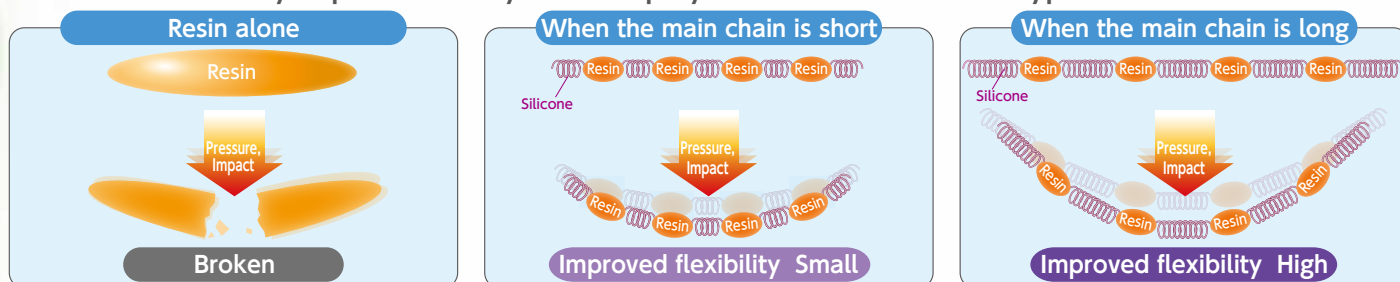 Resin alone
Resin
Pressure,
Impact
Broken
When the main chain is short
Resin Resin Resin Resin
Silicone
Pressure,
Impact
Resin Resin Resin Resin
Improved flexibility Small
When the main chain is long
Resin Resin Resin Resin
Silicone
Pressure,
Impact
Resin Resin Resin Resin
Improved flexibility High